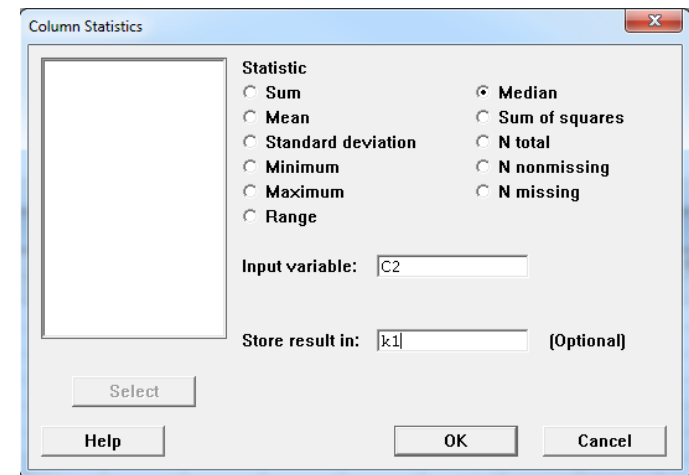 Column Statistics
Statistic
Sum
Median
Mean
Sum of squares
Standard deviation
N total
Minimum
N nonmissing
Maximum
N missing
Range
Input variable: C2
Store result in: k1 (Optional)
Select
Help OK Cancel